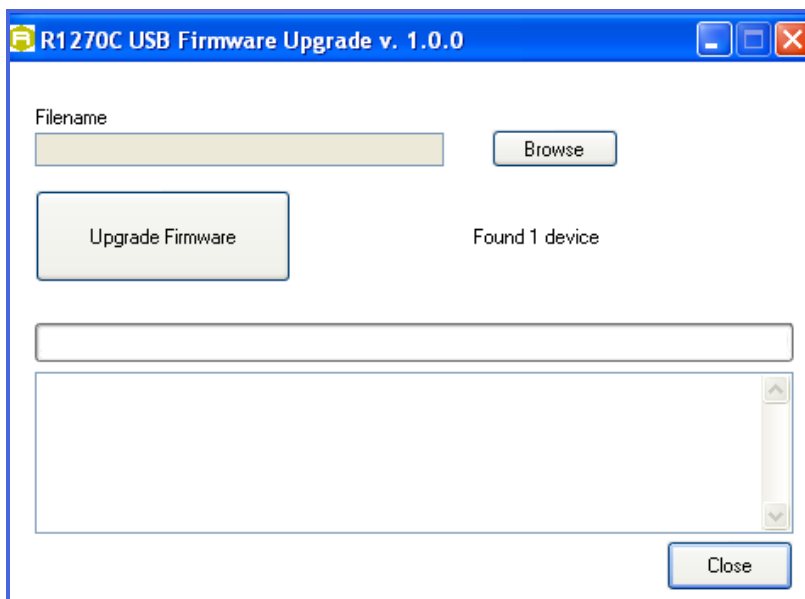 R1270C USB Firmware Upgrade v. 1.0.0
Filename
Browse
Upgrade Firmware
Found 1 device
Close